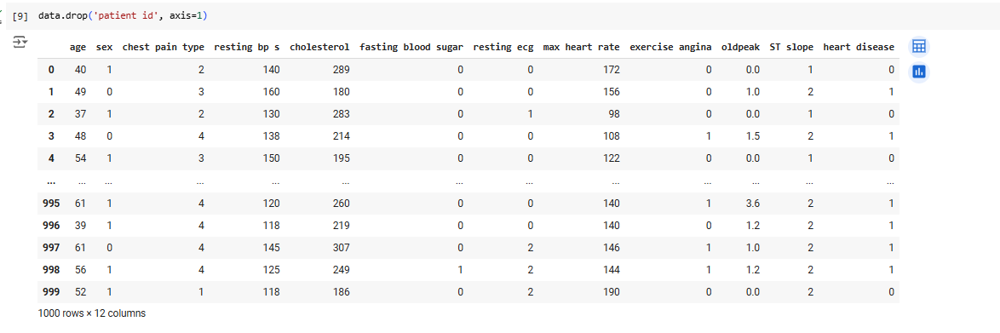 [9] data.drop('patient id', axis=1)
age sex chest pain type resting bp s cholesterol fasting blood sugar resting ecg max heart rate exercise angina oldpeak ST slope heart disease
0 40 1 2 140 289 0 0 172 0 0.0 1 0
1 49 0 3 160 180 0 0 156 0 1.0 2 1
2 37 1 2 130 283 0 1 98 0 0.0 1 0
3 48 0 4 138 214 0 0 108 1 1.5 2 1
4 54 1 3 150 195 0 0 122 0 0.0 1 0
... ... ... ... ... ... ... ... ... ... ... ... ...
995 61 1 4 120 260 0 0 140 1 3.6 2 1
996 39 1 4 118 219 0 0 140 0 1.2 2 1
997 61 0 4 145 307 0 2 146 1 1.0 2 1
998 56 1 4 125 249 1 2 144 1 1.2 2 1
999 52 1 1 118 186 0 2 190 0 0.0 2 0
1000 rows × 12 columns